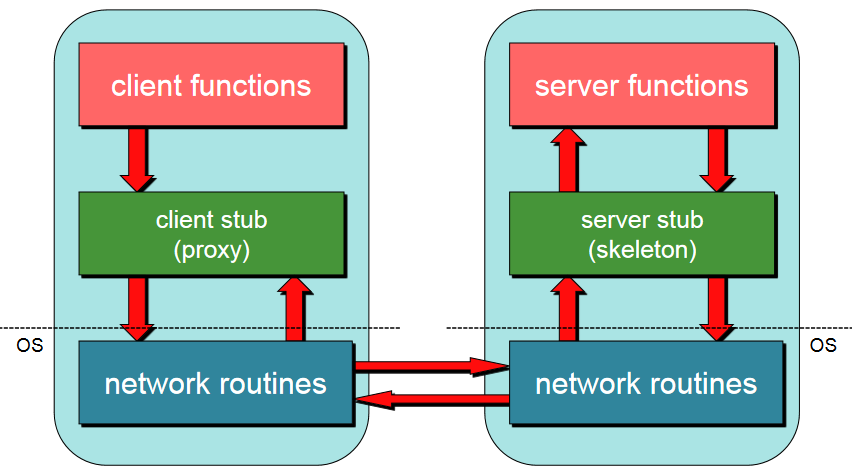 client functions
server functions
client stub
(proxy)
server stub
(skeleton)
OS
OS
network routines
network routines